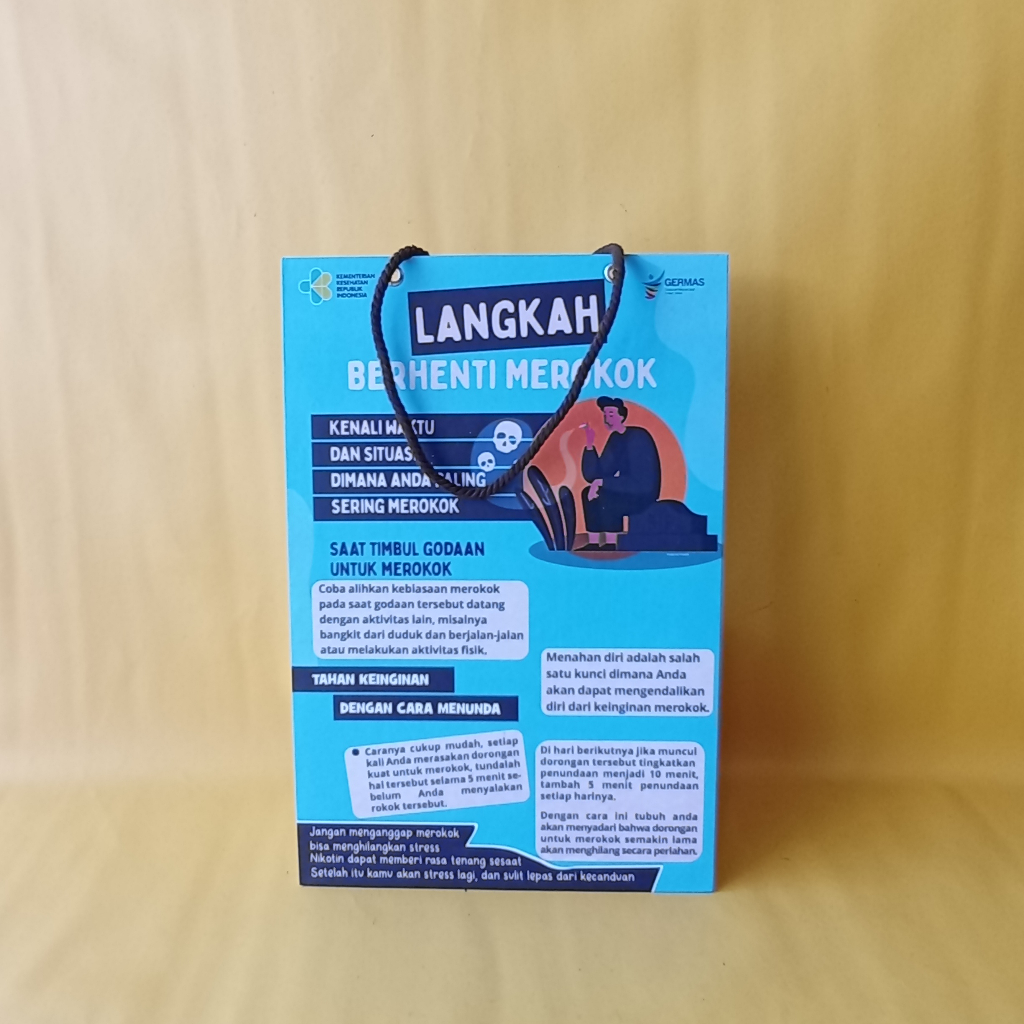 KEMENTERIAN
KESEHATAN
REPUBLIK
INDONESIA
GERMAS
LANGKAH
BERHENTI MEROKOK
KENALI WAKTU
DAN SITUASI
DIMANA ANDA PALING
SERING MEROKOK
SAAT TIMBUL GODAAN
UNTUK MEROKOK
Coba alihkan kebiasaan merokok
pada saat godaan tersebut datang
dengan aktivitas lain, misalnya
bangkit dari duduk dan berjalan-jalan
atau melakukan aktivitas fisik.
Menahan diri adalah salah
satu kunci dimana Anda
akan dapat mengendalikan
diri dari keinginan merokok.
TAHAN KEINGINAN
DENGAN CARA MENUNDA
Caranya cukup mudah, setiap
kali Anda merasakan dorongan
kuat untuk merokok, tundalah
hal tersebut selama 5 menit se-
belum Anda menyalakan
rokok tersebut.
Di hari berikutnya jika muncul
dorongan tersebut tingkatkan
penundaan menjadi 10 menit,
tambah 5 menit penundaan
setiap harinya.
Dengan cara ini tubuh anda
akan menyadari bahwa dorongan
untuk merokok semakin lama
akan menghilang secara perlahan.
Jangan menganggap merokok
bisa menghilangkan stress
Nikotin dapat memberi rasa tenang sesaat
Setelah itu kamu akan stress lagi, dan sulit lepas dari kecanduan